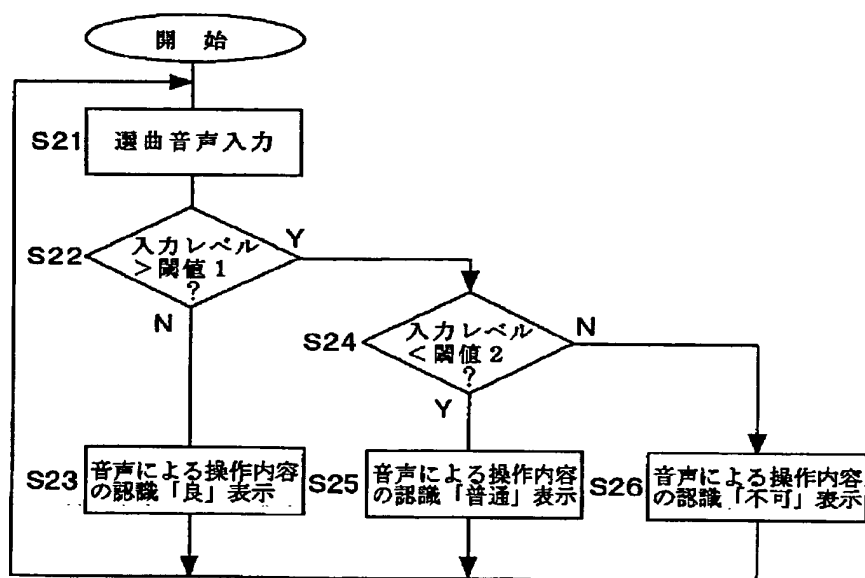 開 始
S21
選曲音声入力
S22
入力レベル
>閾値1
?
Y
N
S24
入力レベル
<閾値2
?
N
Y
S23
音声による操作内容
の認識「良」表示
S25
音声による操作内容
の認識「普通」表示
S26
音声による操作内容
の認識「不可」表示